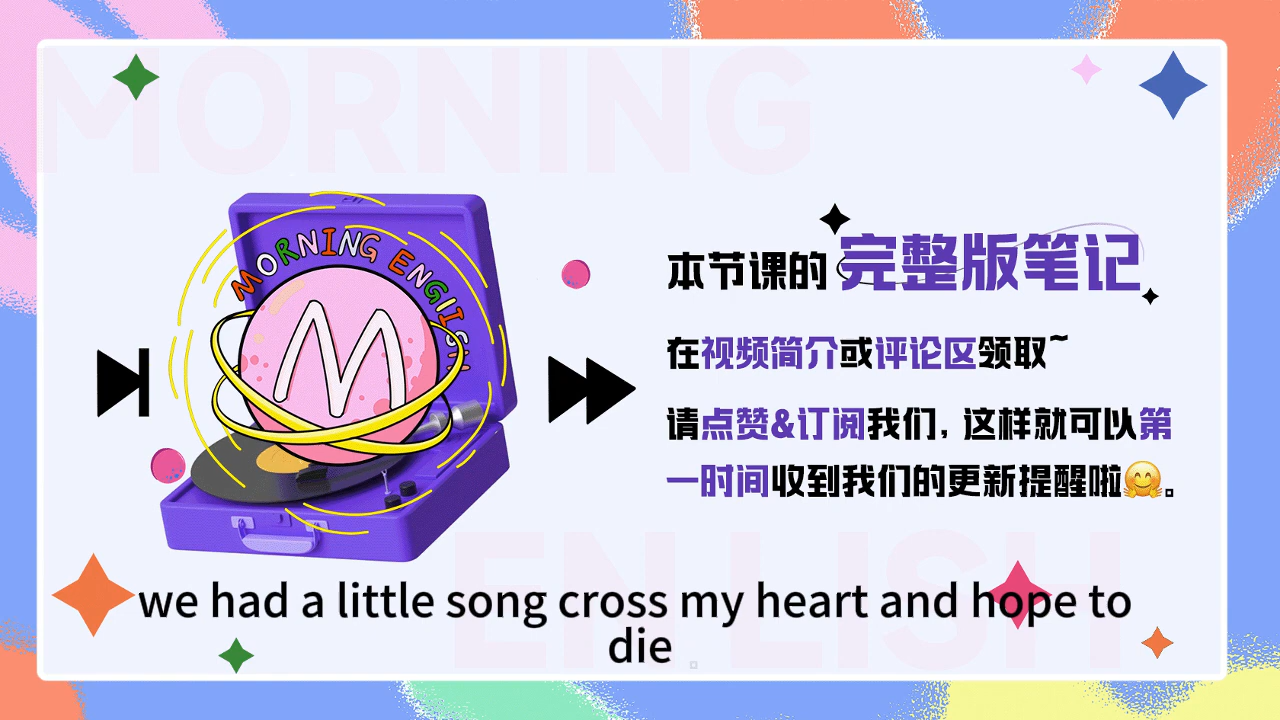 MORNING
MORNING ENGlISH
M
本节课的 完整版笔记
在视频简介或评论区领取~
请点赞&订阅我们，这样就可以第
一时间收到我们的更新提醒啦🤗。
EN LISH
we had a little song cross my heart and hope to
die 。